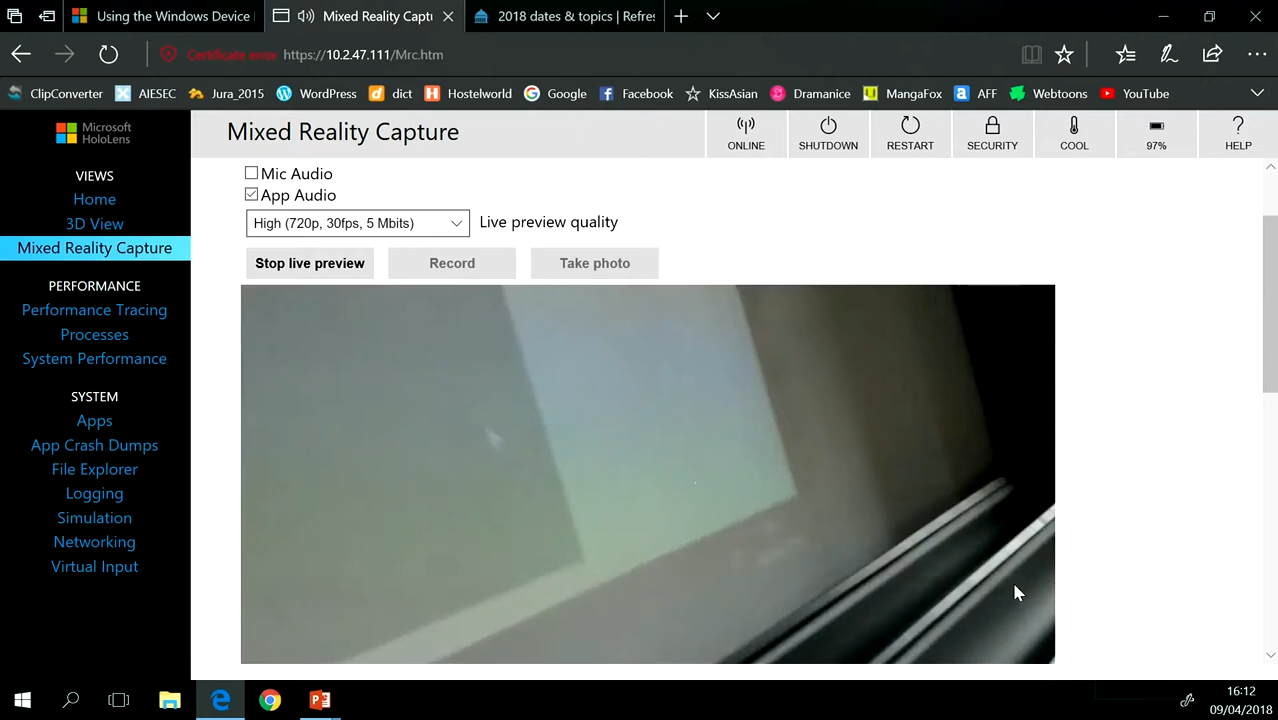 Using the Windows Device
Mixed Reality Captu
2018 dates & topics | Refres
Certificate error
https://10.2.47.111/Mrc.htm
ClipConverter
AIESEC
Jura_2015
WordPress
dict
Hostelworld
Google
Facebook
KissAsian
Dramanice
MangaFox
AFF
Webtoons
YouTube
Microsoft
HoloLens
Mixed Reality Capture
ONLINE
SHUTDOWN
RESTART
SECURITY
COOL
97%
HELP
VIEWS
Home
3D View
Mixed Reality Capture
PERFORMANCE
Performance Tracing
Processes
System Performance
SYSTEM
Apps
App Crash Dumps
File Explorer
Logging
Simulation
Networking
Virtual Input
Mic Audio
App Audio
High (720p, 30fps, 5 Mbits)
Live preview quality
Stop live preview
Record
Take photo
16:12
09/04/2018